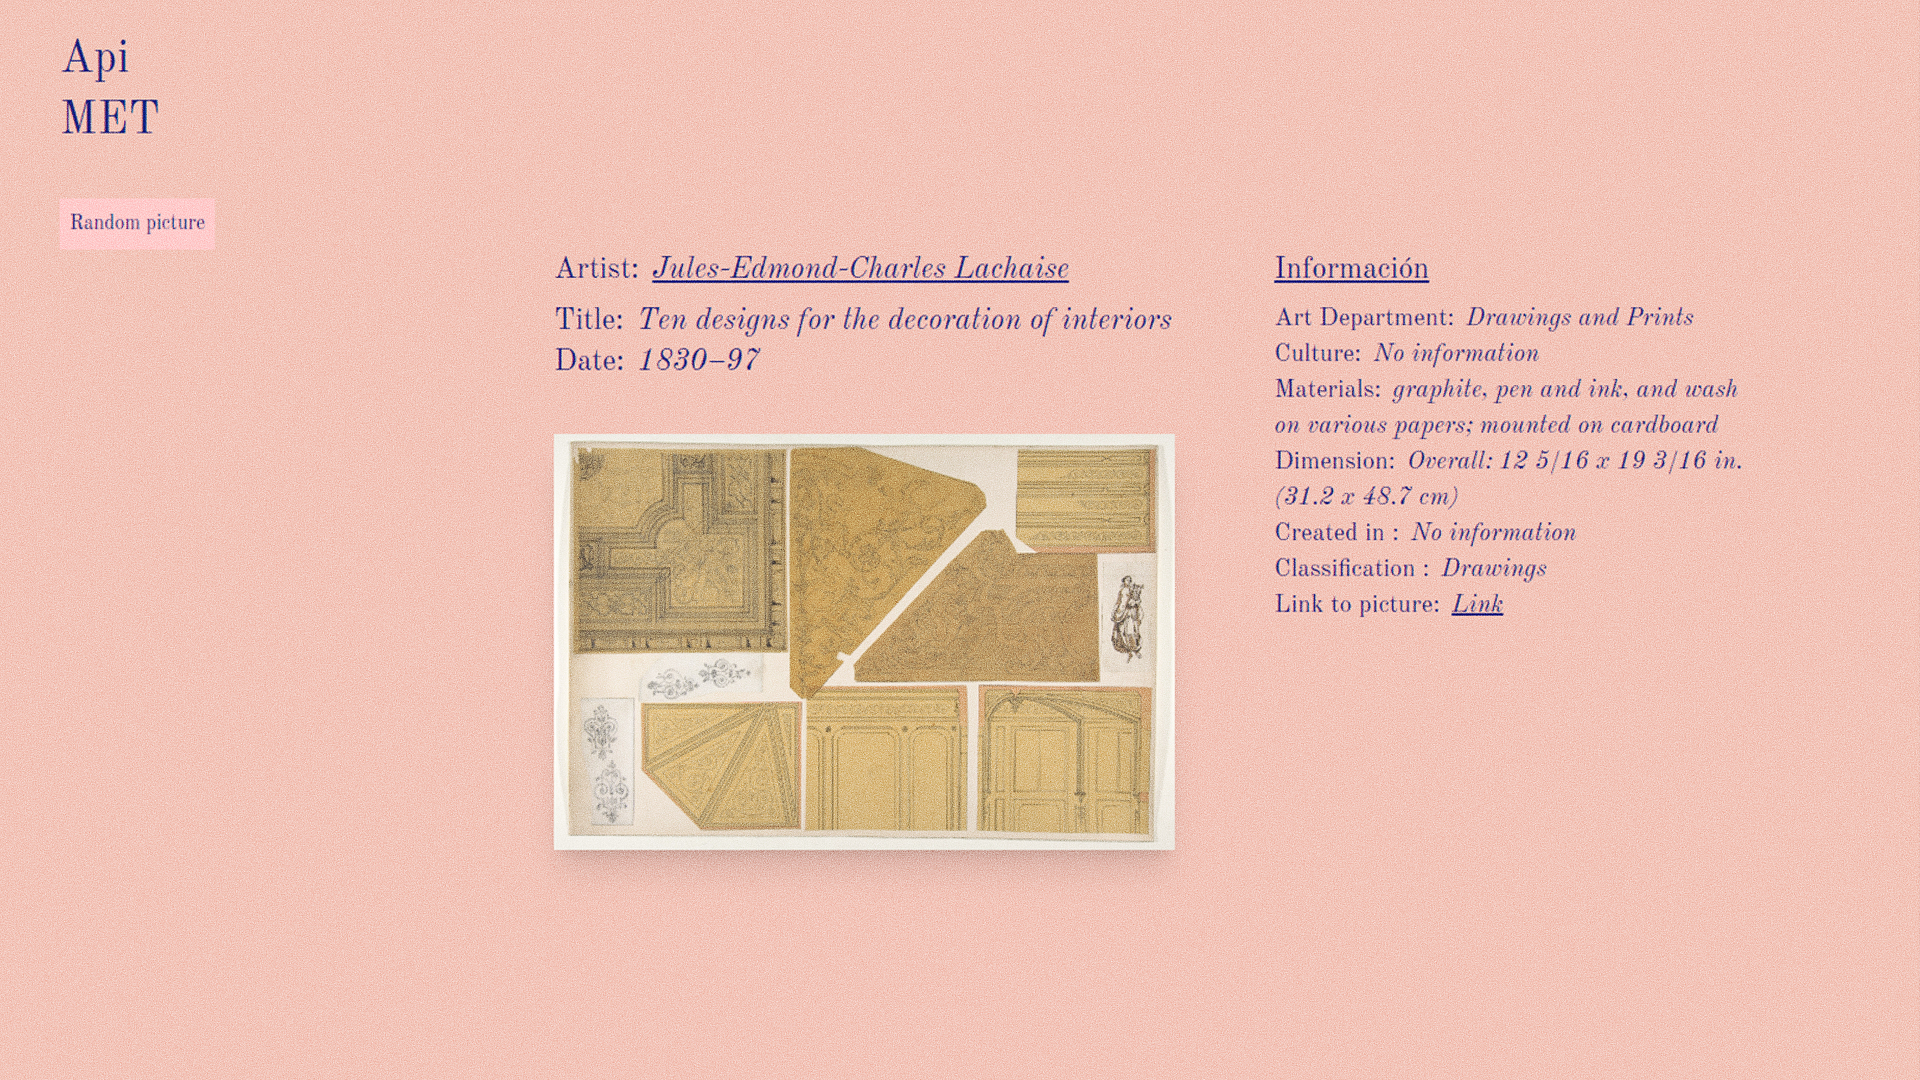 Api
MET
Random picture
Artist: Jules-Edmond-Charles Lachaise
Title: Ten designs for the decoration of interiors
Date: 1830–97
Información
Art Department: Drawings and Prints
Culture: No information
Materials: graphite, pen and ink, and wash
on various papers; mounted on cardboard
Dimension: Overall: 12 5/16 x 19 3/16 in.
(31.2 x 48.7 cm)
Created in : No information
Classification : Drawings
Link to picture: Link